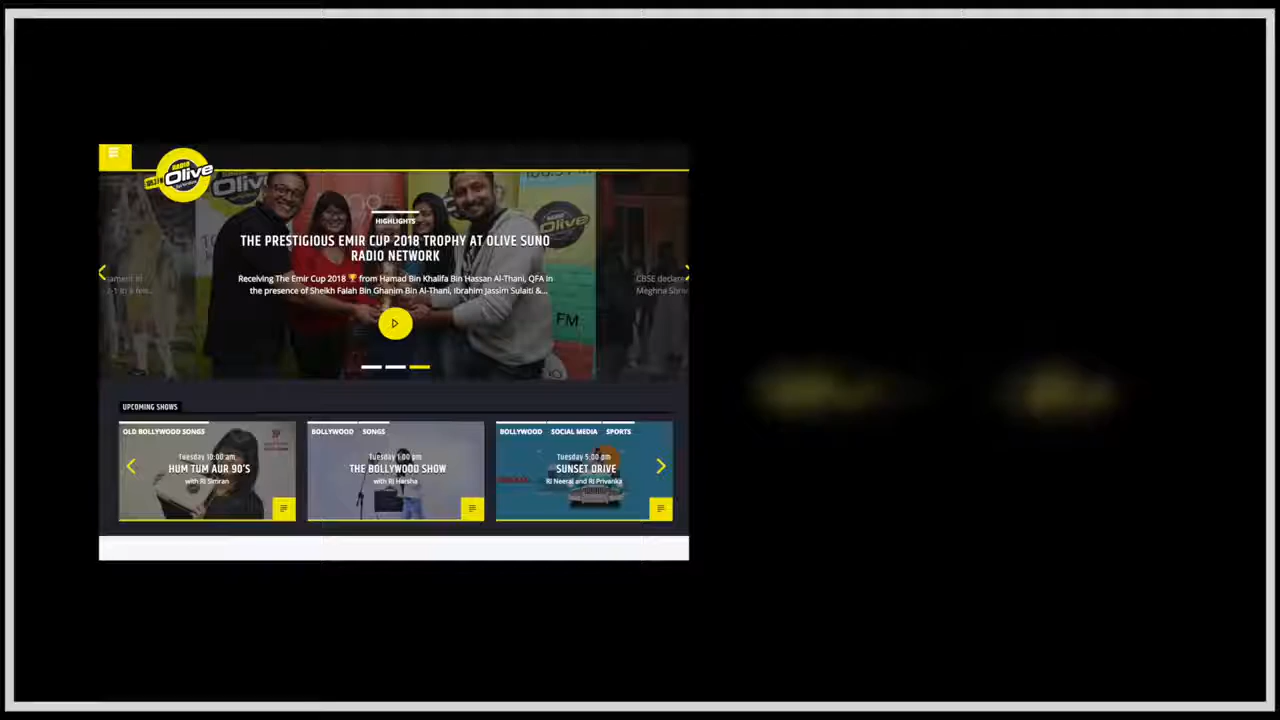 RADIO
Olive
HIGHLIGHTS
THE PRESTIGIOUS EMIR CUP 2018 TROPHY AT OLIVE SUNO
RADIO NETWORK
Receiving The Emir Cup 2018 🏆 from Hamad Bin Khalifa Bin Hassan Al-Thani, QFA in
the presence of Sheikh Falah Bin Ghanim Bin Al-Thani, Ibrahim Jassim Sulaiti &...
CBSE declare
FM
UPCOMING SHOWS
OLD BOLLYWOOD SONGS
Tuesday 10:00 am
HUM TUM AUR 90'S
with RJ Simran
BOLLYWOOD SONGS
Tuesday 1:00 pm
THE BOLLYWOOD SHOW
with RJ Harsha
BOLLYWOOD SOCIAL MEDIA SPORTS
Tuesday 5:00 pm
SUNSET DRIVE
RJ Neeraj and RJ Priyanka